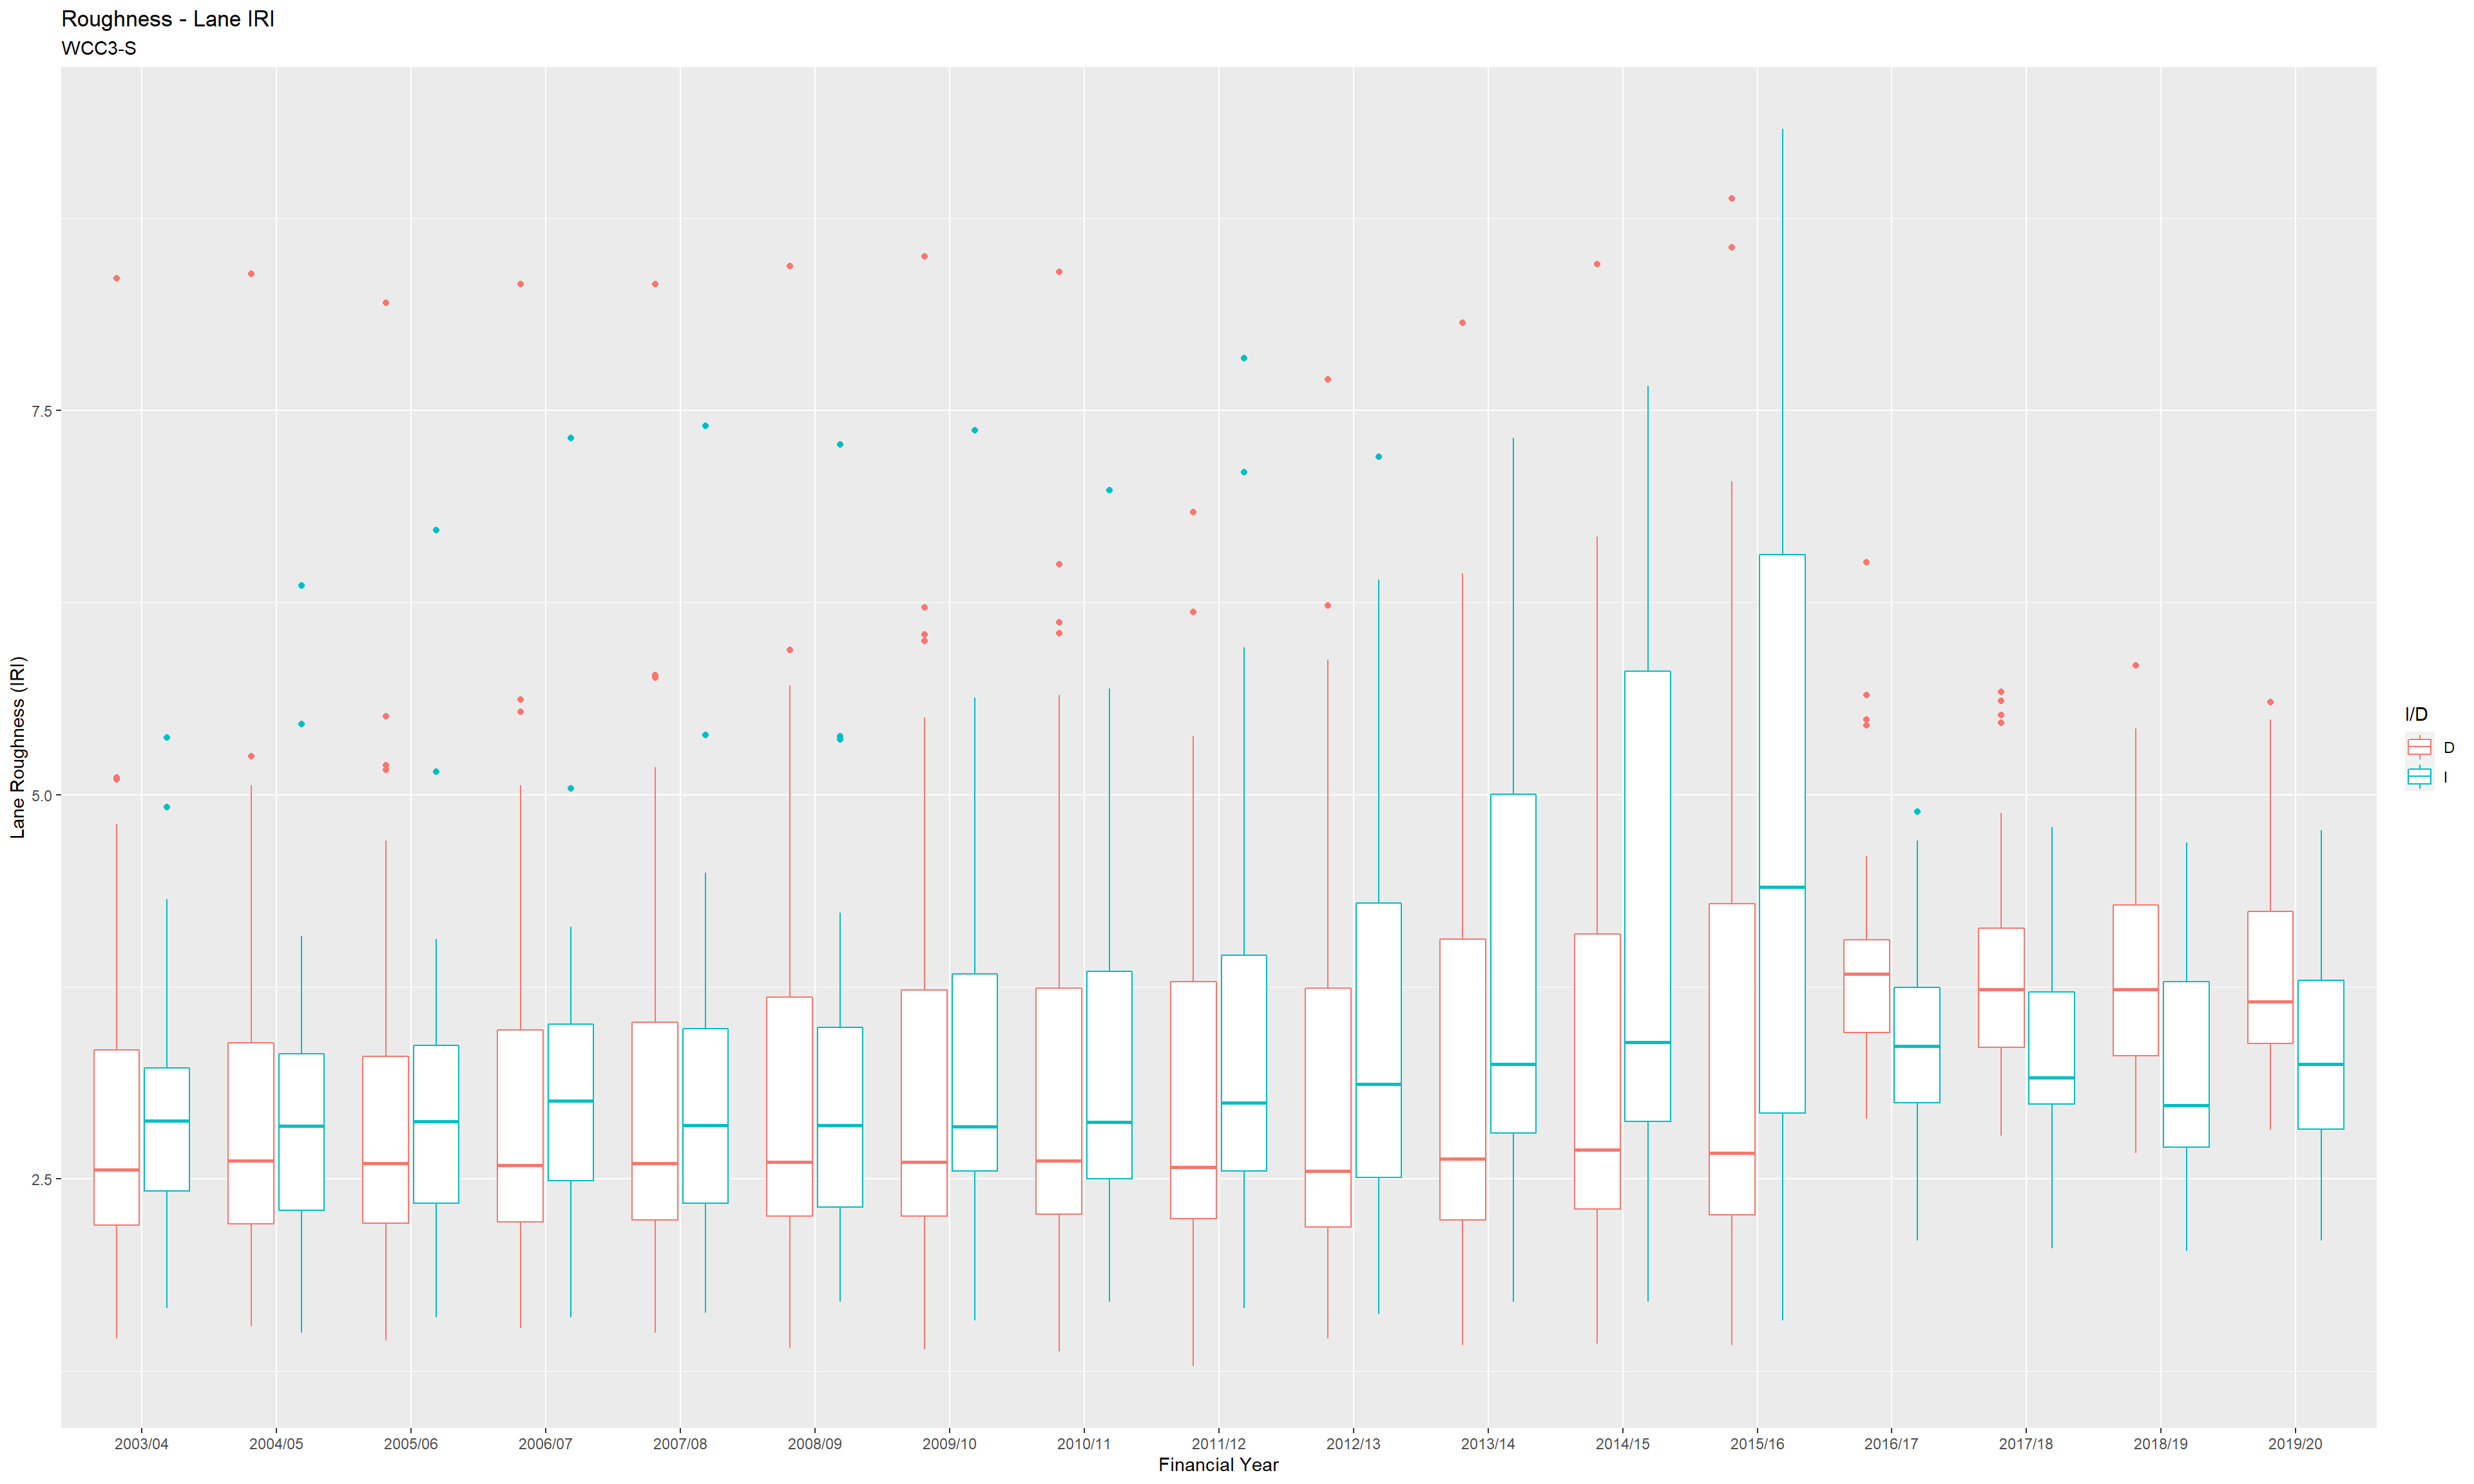 Roughness - Lane IRI
WCC3-S
Lane Roughness (IRI)
7.5
5.0
2.5
2003/04
2004/05
2005/06
2006/07
2007/08
2008/09
2009/10
2010/11
2011/12
2012/13
2013/14
2014/15
2015/16
2016/17
2017/18
2018/19
2019/20
Financial Year
I/D
D
I